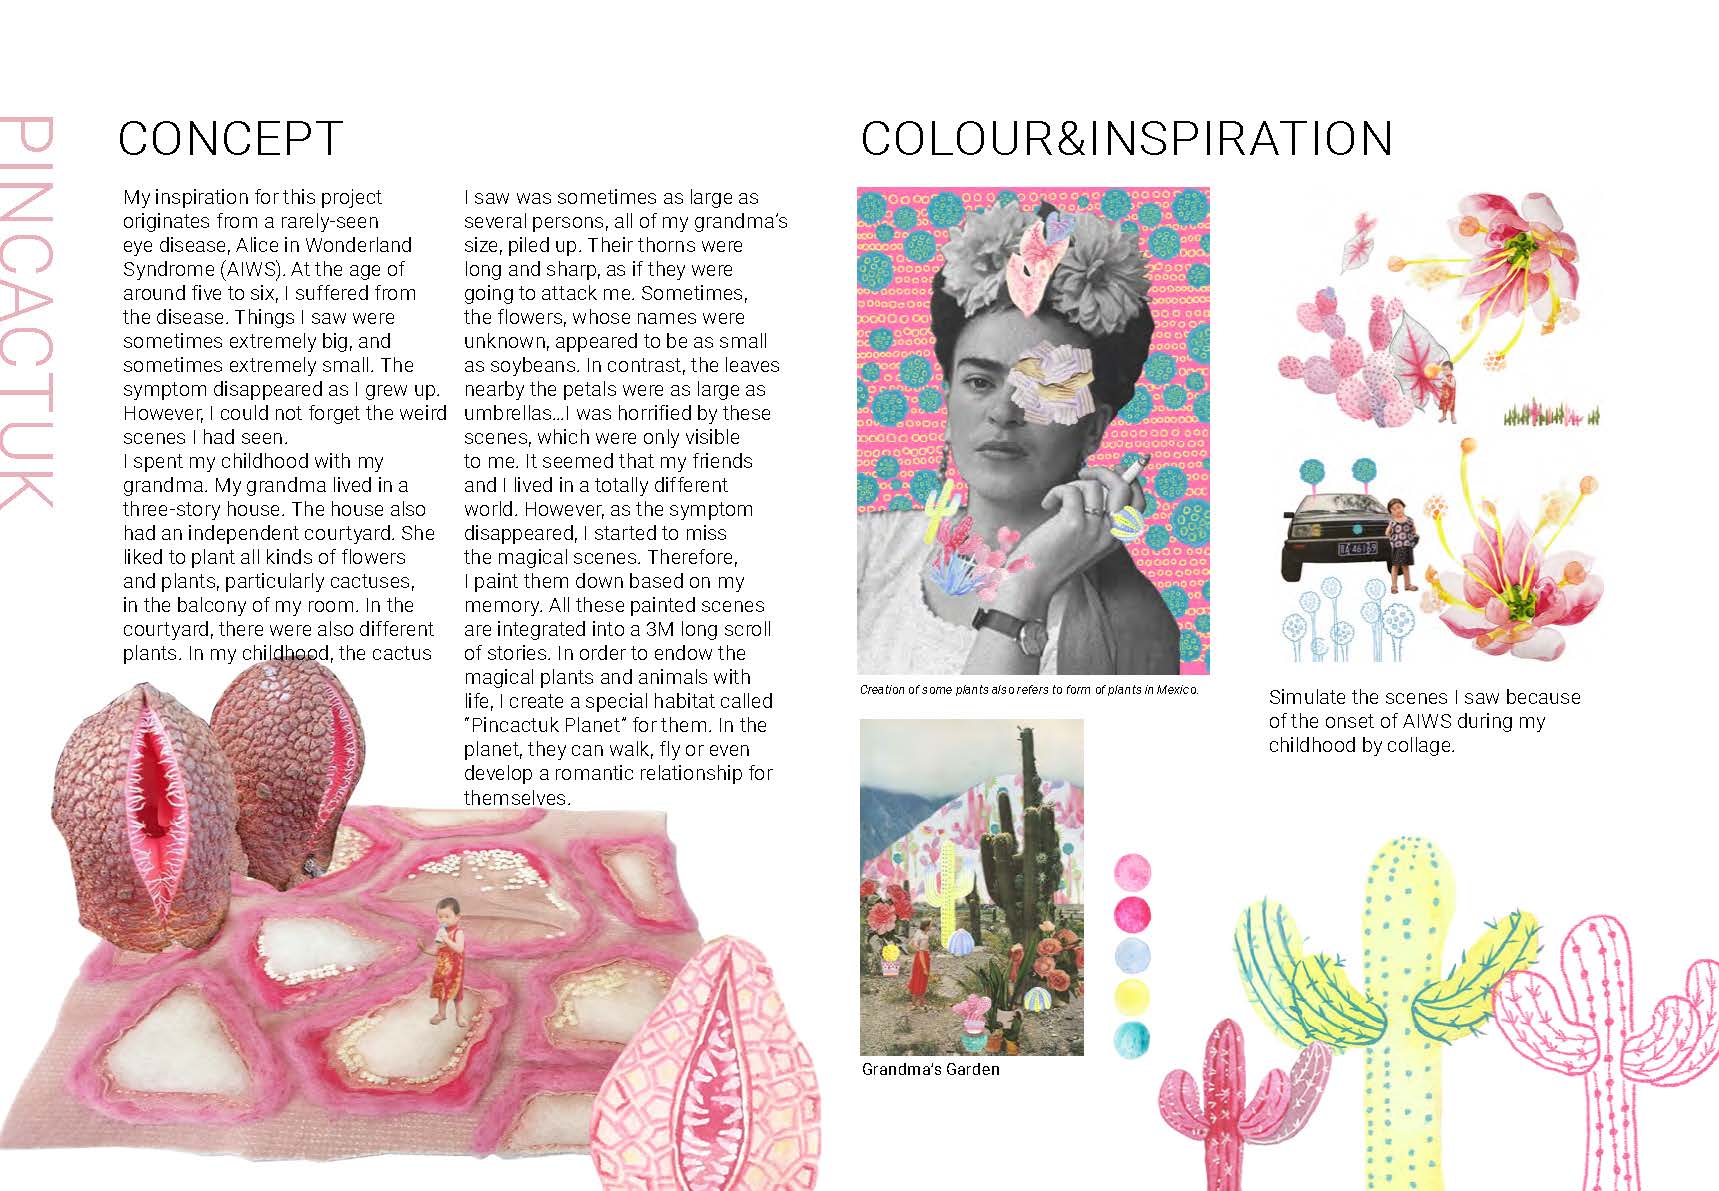 PINCACTUK
CONCEPT
My inspiration for this project
originates from a rarely-seen
eye disease, Alice in Wonderland
Syndrome (AIWS). At the age of
around five to six, I suffered from
the disease. Things I saw were
sometimes extremely big, and
sometimes extremely small. The
symptom disappeared as I grew up.
However, I could not forget the weird
scenes I had seen.
I spent my childhood with my
grandma. My grandma lived in a
three-story house. The house also
had an independent courtyard. She
liked to plant all kinds of flowers
and plants, particularly cactuses,
in the balcony of my room. In the
courtyard, there were also different
plants. In my childhood, the cactus
I saw was sometimes as large as
several persons, all of my grandma's
size, piled up. Their thorns were
long and sharp, as if they were
going to attack me. Sometimes,
the flowers, whose names were
unknown, appeared to be as small
as soybeans. In contrast, the leaves
nearby the petals were as large as
umbrellas...I was horrified by these
scenes, which were only visible
to me. It seemed that my friends
and I lived in a totally different
world. However, as the symptom
disappeared, I started to miss
the magical scenes. Therefore,
I paint them down based on my
memory. All these painted scenes
are integrated into a 3M long scroll
of stories. In order to endow the
magical plants and animals with
life, I create a special habitat called
"Pincactuk Planet" for them. In the
planet, they can walk, fly or even
develop a romantic relationship for
themselves.
COLOUR&INSPIRATION
Creation of some plants also refers to form of plants in Mexico.
Grandma's Garden
Simulate the scenes I saw because
of the onset of AIWS during my
childhood by collage.